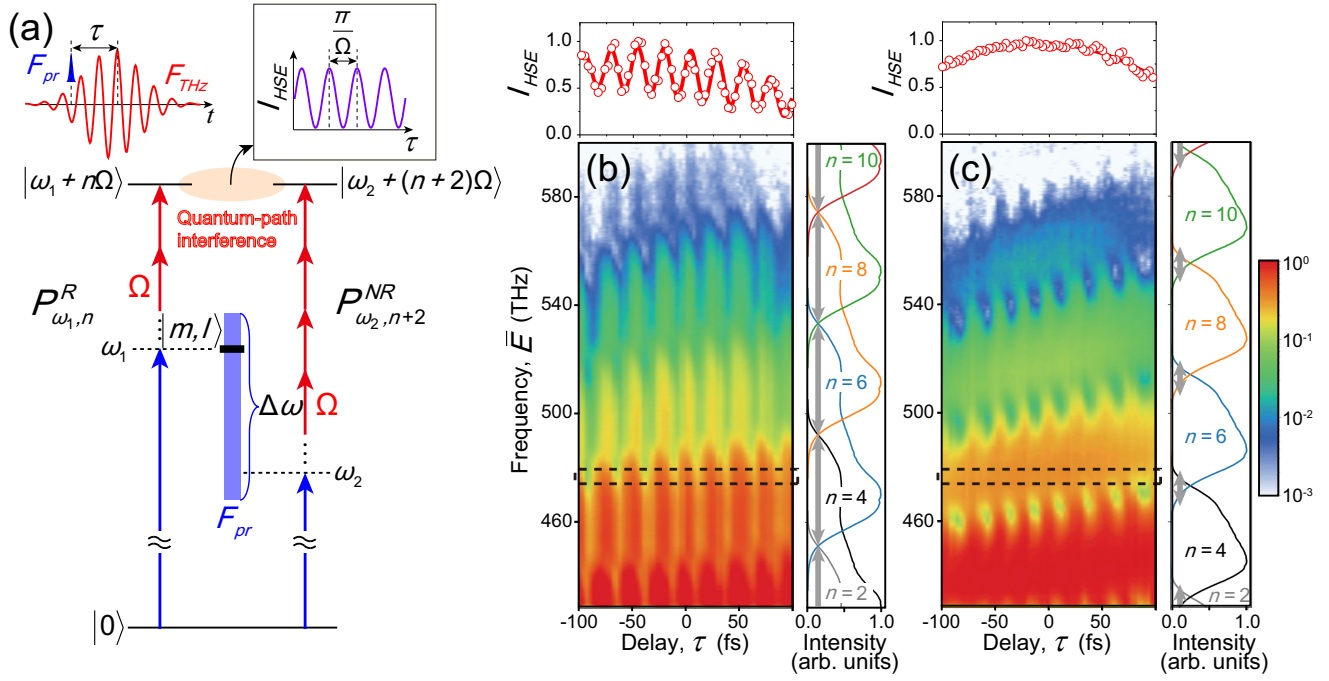 (a)
τ
F_pr
F_THz
t
π/Ω
I_HSE
τ
|ω₁ + nΩ⟩
|ω₂ + (n+2)Ω⟩
Quantum-path
interference
Ω
P^R_ω₁,n
|m, l⟩
P^NR_ω₂,n+2
ω₁
Δω
Ω
ω₂
F_pr
|0⟩
I_HSE
1.0
0.5
0.0
(b)
Frequency, E̅ (THz)
580
540
500
460
-100
-50
0
50
Delay, τ (fs)
n = 10
n = 8
n = 6
n = 4
n = 2
0.0
0.5
1.0
Intensity
(arb. units)
I_HSE
1.0
0.5
0.0
(c)
580
540
500
460
-100
-50
0
50
Delay, τ (fs)
n = 10
n = 8
n = 6
n = 4
n = 2
0.0
0.5
1.0
Intensity
(arb. units)
10⁰
10⁻¹
10⁻²
10⁻³